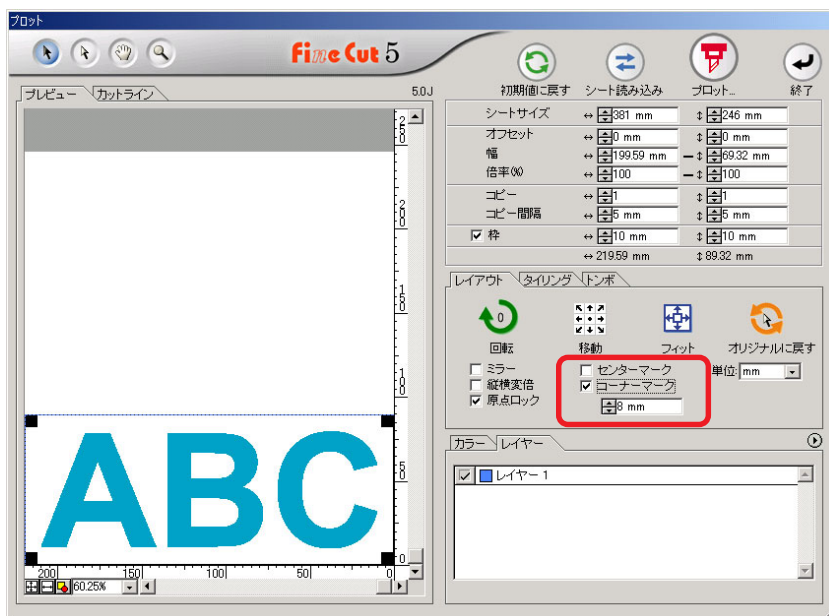 プロット
Fine Cut 5
初期値に戻す シート読み込み プロット... 終了
プレビュー カットライン 5.0J
シートサイズ 381 mm 246 mm
オフセット 0 mm 0 mm
幅 199.59 mm 69.32 mm
倍率(%) 100 100
コピー 1 1
コピー間隔 5 mm 5 mm
枠 10 mm 10 mm
219.59 mm 89.32 mm
レイアウト タイリング トンボ
0
回転 移動 フィット オリジナルに戻す
ミラー センターマーク 単位: mm
縦横変倍 コーナーマーク
原点ロック 8 mm
カラー レイヤー
レイヤー 1
250
200
150
100
50
0
ABC
200 150 100 50 0
60.25%